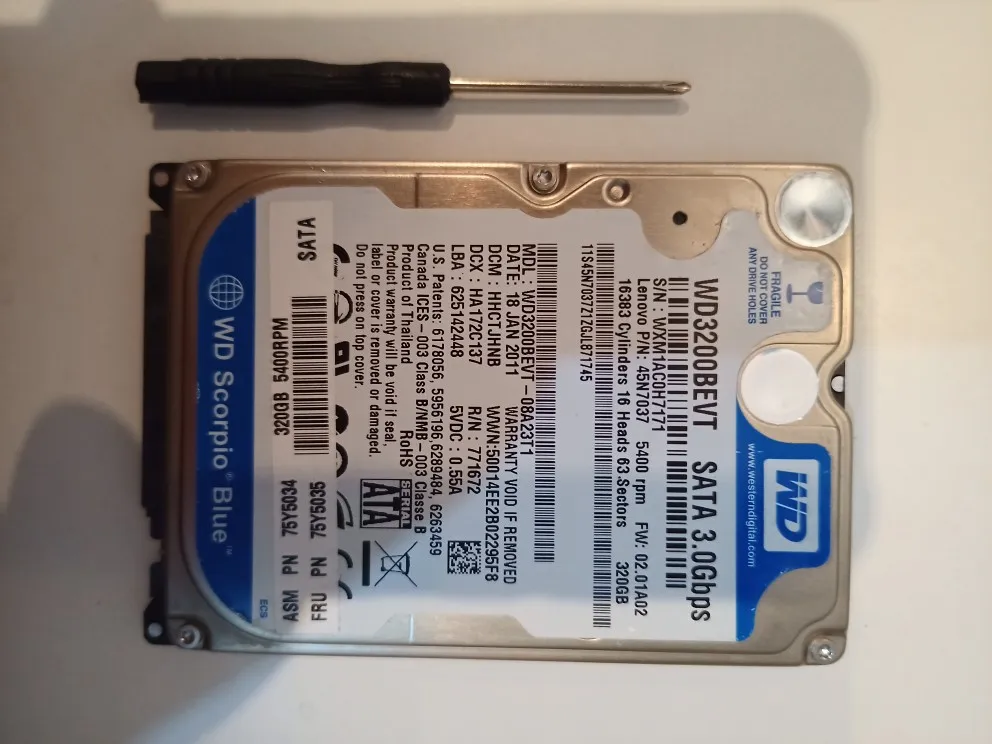 WD
www.westerndigital.com
FRAGILE
DO NOT COVER
ANY DRIVE HOLES
WD3200BEVT SATA 3.0Gbps
S/N: WXM1AC0H7171
Lenovo P/N: 45N7037 5400 rpm FW: 02.01A02
16383 Cylinders 16 Heads 63 Sectors 320GB
11S45N7037Z1ZGJL871745
MDL: WD3200BEVT-08A23T1
DATE: 18 JAN 2011 WARRANTY VOID IF REMOVED
DCM: HHCTJHNB WWN:50014EE2B02295F8
DCX: HA172C137 R/N: 771672
LBA: 625142448 5VDC: 0.55A
U.S. Patents: 6178056, 5956196, 6289484, 6263459
Canada ICES-003 Class B/NMB-003 Classe B
Product of Thailand RoHS
Product warranty will be void if seal,
label or cover is removed or damaged.
Do not press on top cover.
SERIAL
ATA
SATA
FRU PN 75Y5035
ASM PN 75Y5034
320GB 5400RPM
WD Scorpio® Blue™
ECS